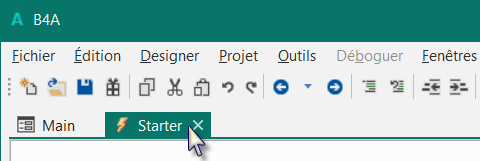 B4A
Fichier Édition Designer Projet Outils Déboguer Fenêtres
Main Starter